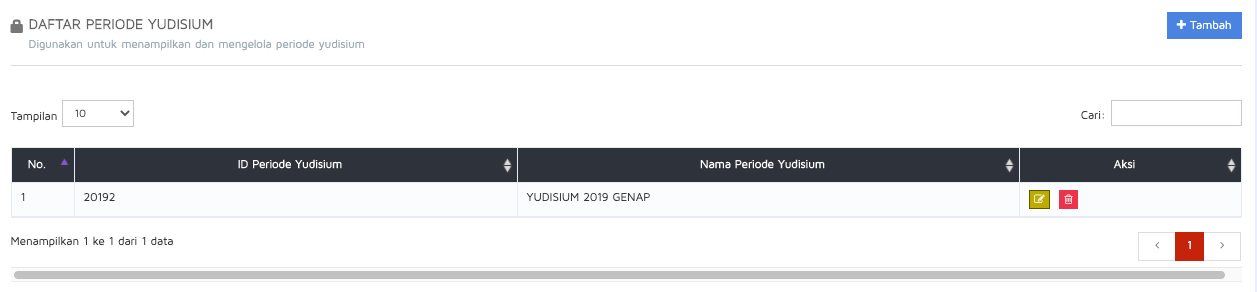 DAFTAR PERIODE YUDISIUM
Digunakan untuk menampilkan dan mengelola periode yudisium
+ Tambah
Tampilan 10
Cari:
No. ID Periode Yudisium Nama Periode Yudisium Aksi
1 20192 YUDISIUM 2019 GENAP
Menampilkan 1 ke 1 dari 1 data
‹ 1 ›